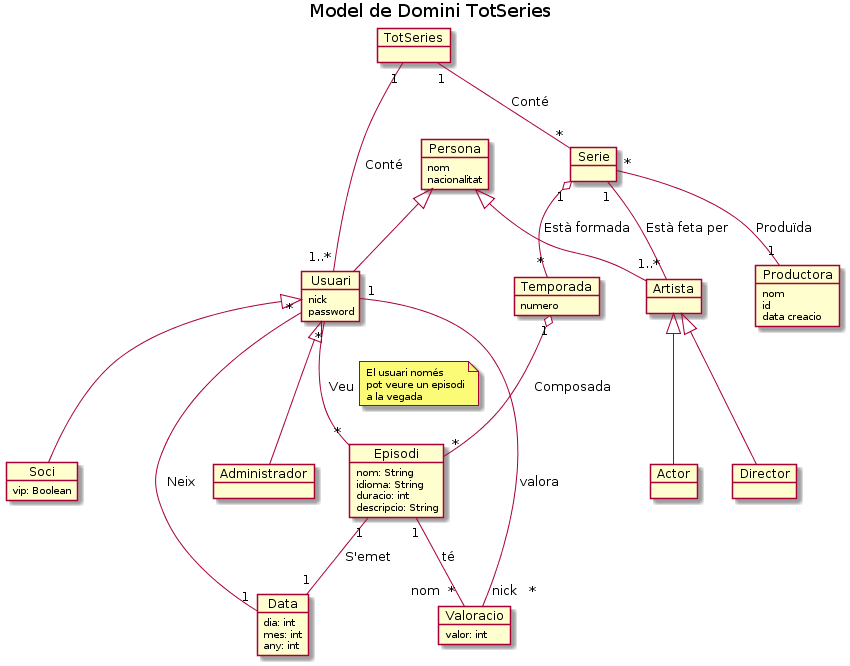 Model de Domini TotSeries
TotSeries
1
1
Conté
*
Persona
nom
nacionalitat
Serie
*
Conté
1
1
Està formada
Està feta per
Produïda
1..*
*
1..*
1
Usuari
nick
password
1
*
*
Temporada
numero
1
Artista
Productora
nom
id
data creacio
Veu
El usuari només
pot veure un episodi
a la vegada
Composada
*
*
Soci
vip: Boolean
Neix
Administrador
Episodi
nom: String
idioma: String
duracio: int
descripcio: String
valora
Actor
Director
1
1
S'emet
té
1
1
nom *
nick *
Data
dia: int
mes: int
any: int
Valoracio
valor: int